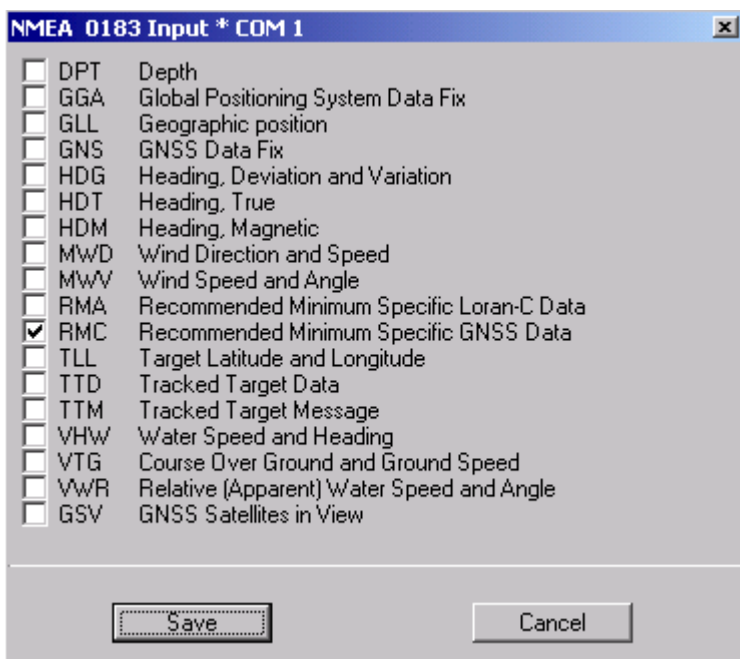 NMEA 0183 Input * COM 1
DPT Depth
GGA Global Positioning System Data Fix
GLL Geographic position
GNS GNSS Data Fix
HDG Heading, Deviation and Variation
HDT Heading, True
HDM Heading, Magnetic
MWD Wind Direction and Speed
MWV Wind Speed and Angle
RMA Recommended Minimum Specific Loran-C Data
RMC Recommended Minimum Specific GNSS Data
TLL Target Latitude and Longitude
TTD Tracked Target Data
TTM Tracked Target Message
VHW Water Speed and Heading
VTG Course Over Ground and Ground Speed
VWR Relative (Apparent) Water Speed and Angle
GSV GNSS Satellites in View
Save Cancel